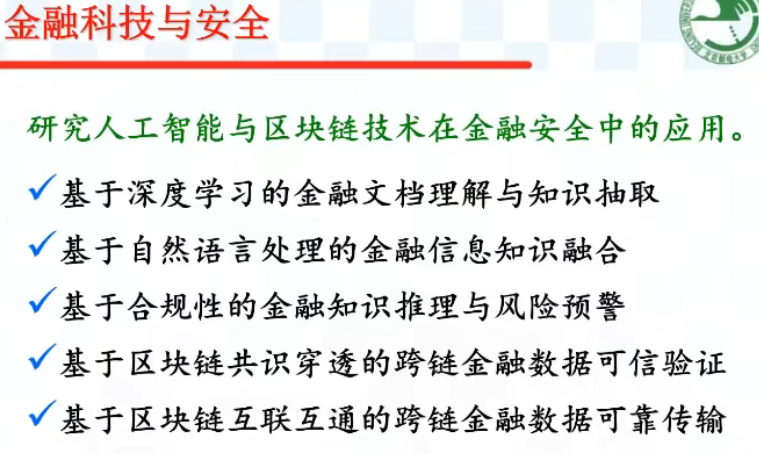 金融科技与安全
研究人工智能与区块链技术在金融安全中的应用。
基于深度学习的金融文档理解与知识抽取
基于自然语言处理的金融信息知识融合
基于合规性的金融知识推理与风险预警
基于区块链共识穿透的跨链金融数据可信验证
基于区块链互联互通的跨链金融数据可靠传输